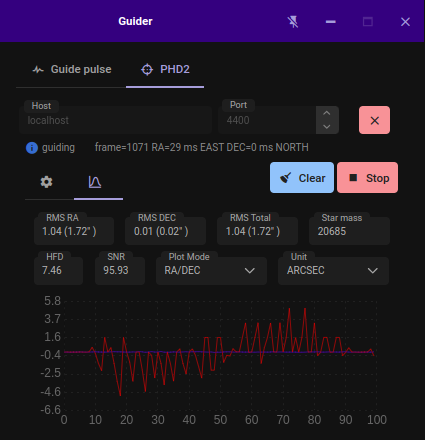 Guider
Guide pulse PHD2
Host Port
localhost 4400
guiding frame=1071 RA=29 ms EAST DEC=0 ms NORTH
Clear Stop
RMS RA RMS DEC RMS Total Star mass
1.04 (1.72" ) 0.01 (0.02" ) 1.04 (1.72" ) 20685
HFD SNR Plot Mode Unit
7.46 95.93 RA/DEC ARCSEC
5.8
3.7
1.6
-0.4
-2.5
-4.6
-6.6
0 10 20 30 40 50 60 70 80 90 100